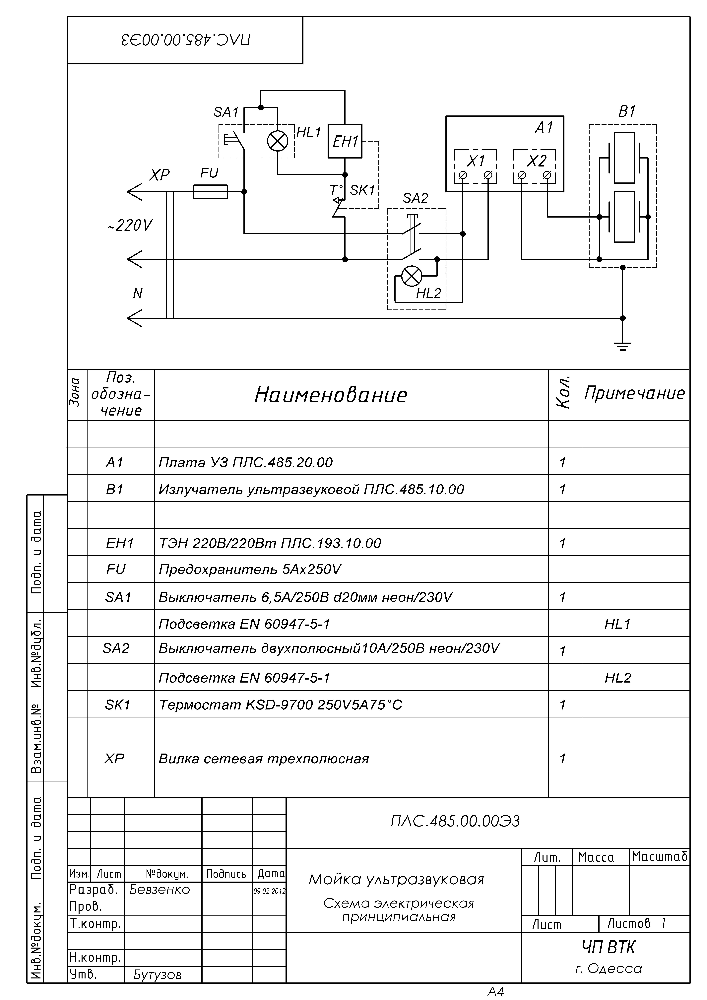 ПЛС.485.00.00ЭЗ
SA1
HL1
EH1
A1
B1
X1
X2
XP
FU
T° SK1
SA2
~220V
HL2
N
Зона
Поз. обозна-
чение
Наименование
Кол.
Примечание
A1 Плата УЗ ПЛС.485.20.00 1
B1 Излучатель ультразвуковой ПЛС.485.10.00 1
EH1 ТЭН 220В/220Вт ПЛС.193.10.00 1
FU Предохранитель 5Ах250V
SA1 Выключатель 6,5А/250В d20мм неон/230V 1
Подсветка EN 60947-5-1 HL1
SA2 Выключатель двухполюсный10А/250В неон/230V 1
Подсветка EN 60947-5-1 HL2
SK1 Термостат KSD-9700 250V5A75°C 1
XP Вилка сетевая трехполюсная 1
Подп. и дата
Инв.№дубл.
Взам.инв.№
Подп. и дата
Инв.№докум.
ПЛС.485.00.00ЭЗ
Изм. Лист №докум. Подпись Дата
Разраб. Бевзенко 09.02.2012
Пров.
Т.контр.
Н.контр.
Утв. Бутузов
Мойка ультразвуковая
Схема электрическая
принципиальная
Лит. Масса Масштаб
Лист Листов 1
ЧП ВТК
г. Одесса
А4